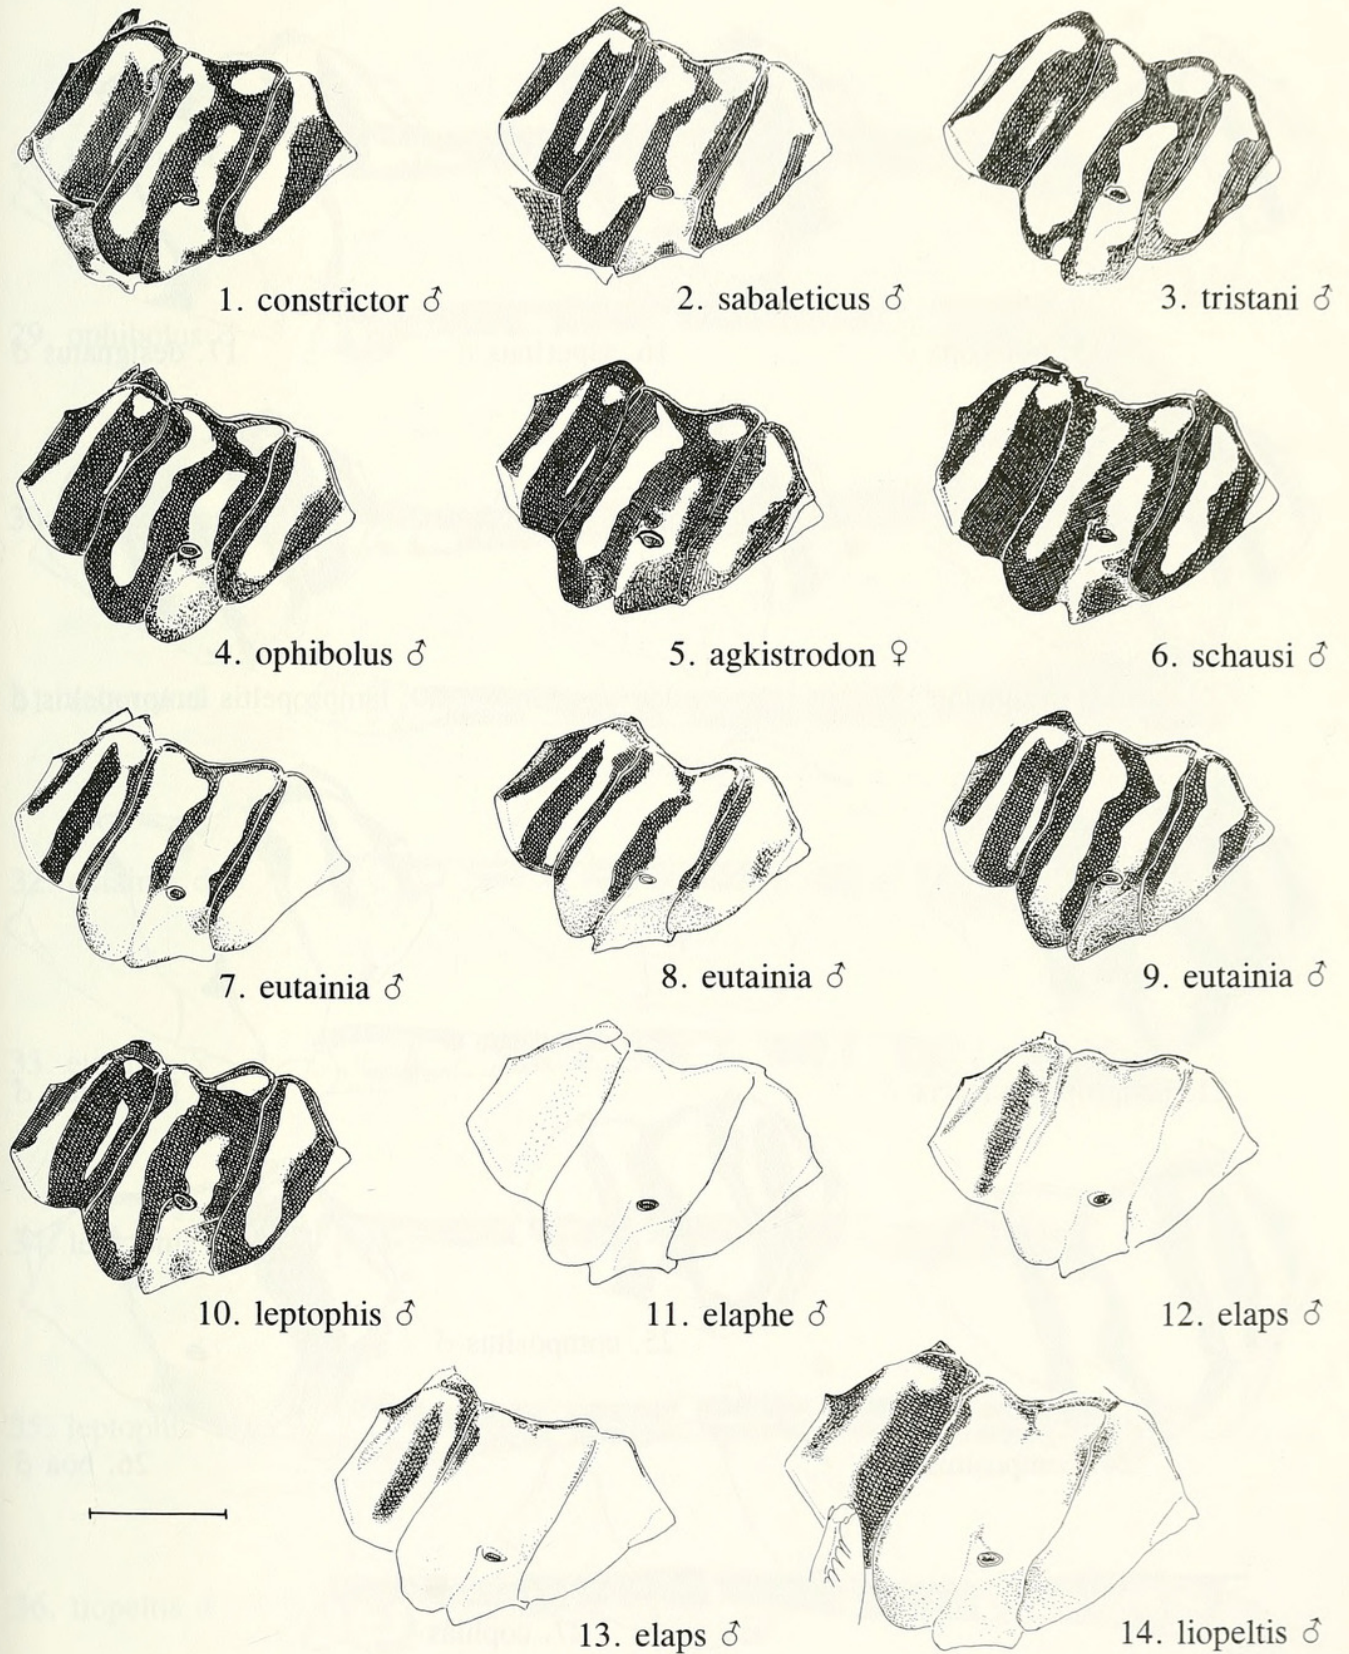 1. constrictor ♂
2. sabaleticus ♂
3. tristani ♂
4. ophibolus ♂
5. agkistrodon ♀
6. schausi ♂
7. eutainia ♂
8. eutainia ♂
9. eutainia ♂
10. leptophis ♂
11. elaphe ♂
12. elaps ♂
13. elaps ♂
14. liopeltis ♂